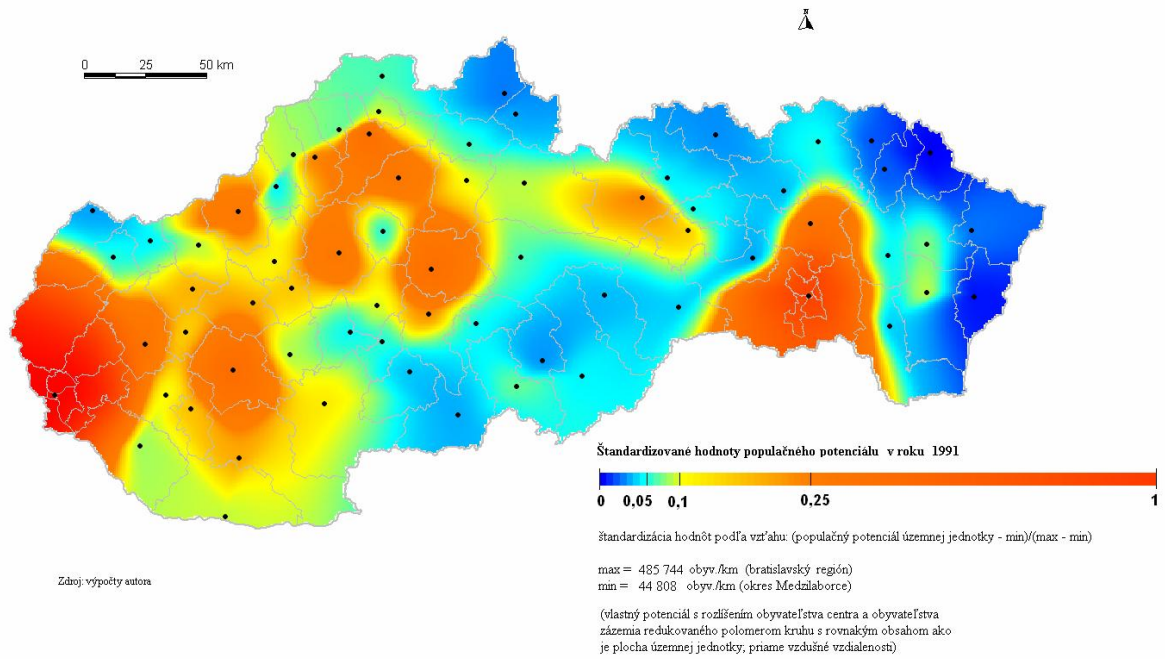 N
0 25 50 km
Štandardizované hodnoty populačného potenciálu v roku 1991
0 0,05 0,1 0,25 1
štandardizácia hodnôt podľa vzťahu: (populačný potenciál územnej jednotky - min)/(max - min)
max = 485 744 obyv./km (bratislavský región)
min = 44 808 obyv./km (okres Medzilaborce)
Zdroj: výpočty autora
(vlastný potenciál s rozlíšením obyvateľstva centra a obyvateľstva
zázemia redukovaného polomerom kruhu s rovnakým obsahom ako
je plocha územnej jednotky; priame vzdušné vzdialenosti)